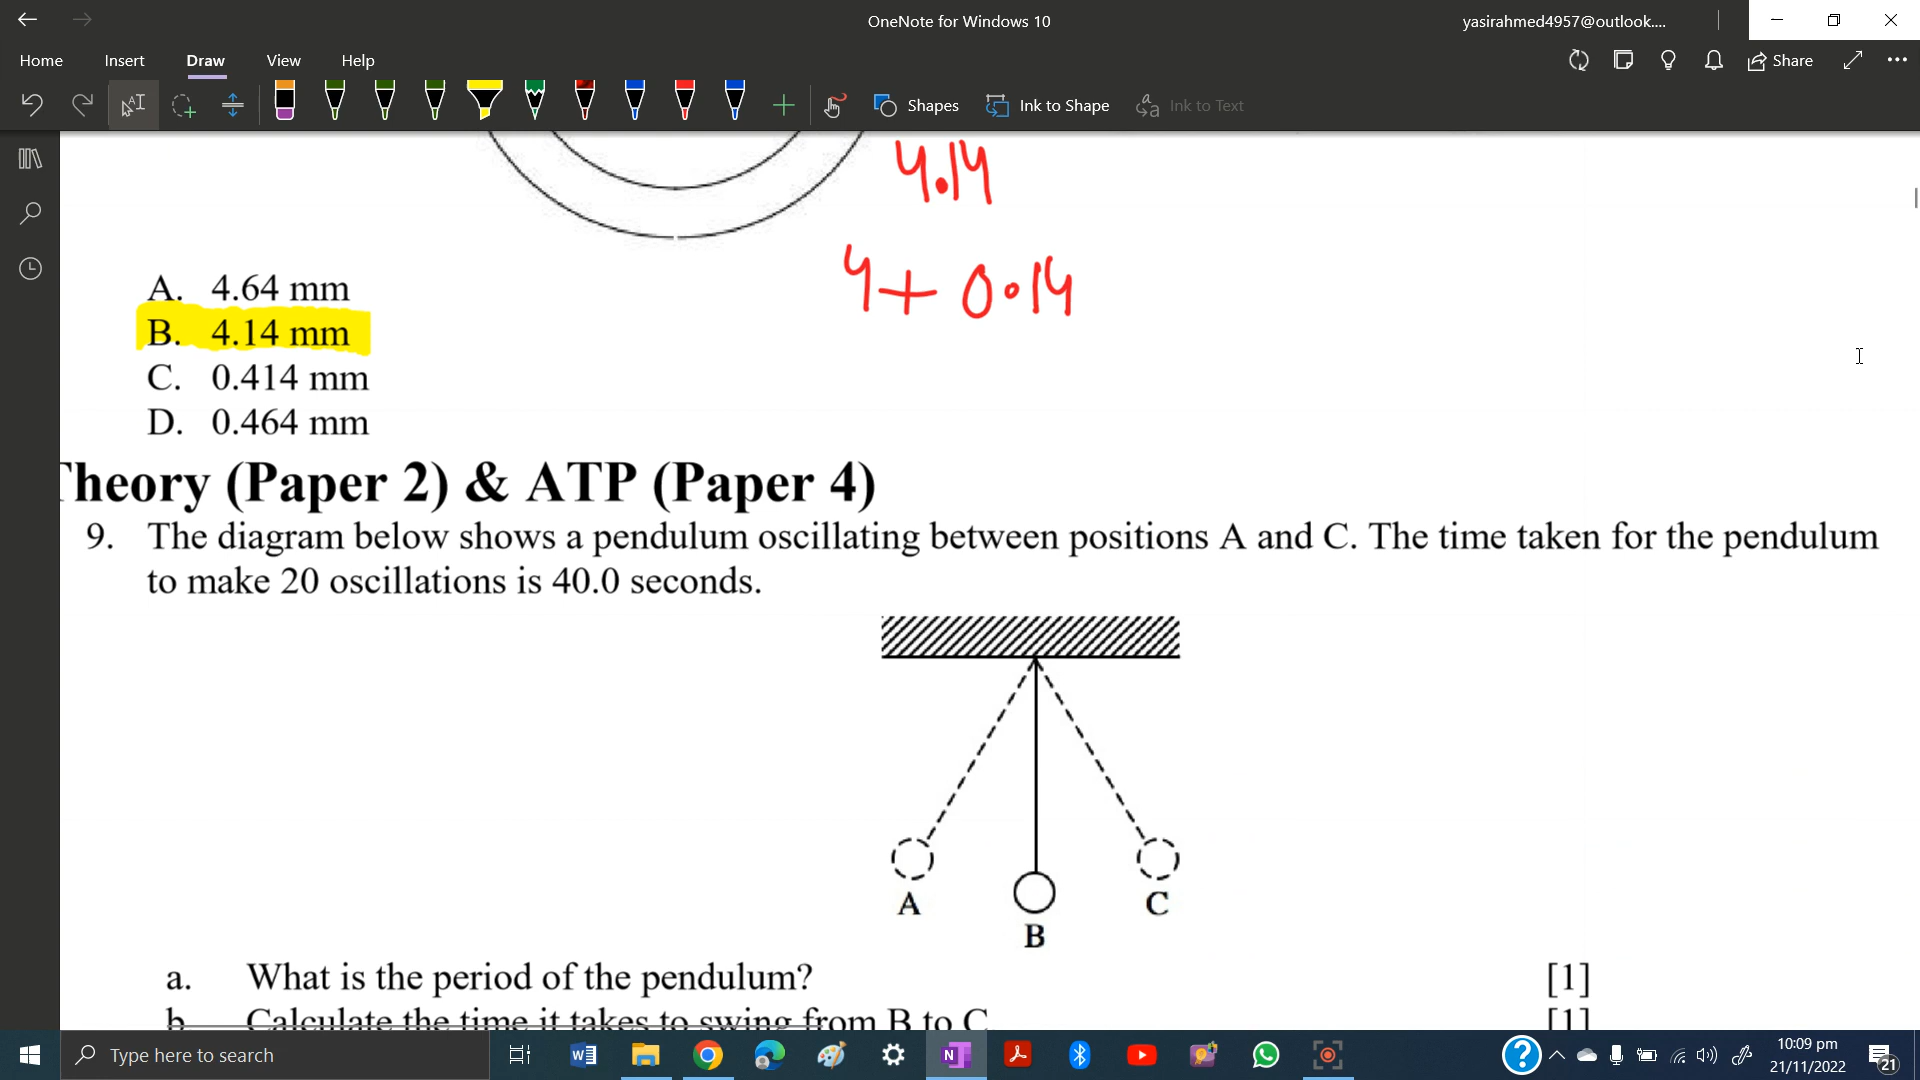 OneNote for Windows 10
yasirahmed4957@outlook....
Home Insert Draw View Help
Share
Shapes Ink to Shape Ink to Text
4.14
4+ 0.14
A. 4.64 mm
B. 4.14 mm
C. 0.414 mm
D. 0.464 mm
Theory (Paper 2) & ATP (Paper 4)
9. The diagram below shows a pendulum oscillating between positions A and C. The time taken for the pendulum
to make 20 oscillations is 40.0 seconds.
A
C
B
a. What is the period of the pendulum? [1]
b Calculate the time it takes to swing from B to C [1]
Type here to search
10:09 pm
21/11/2022
21